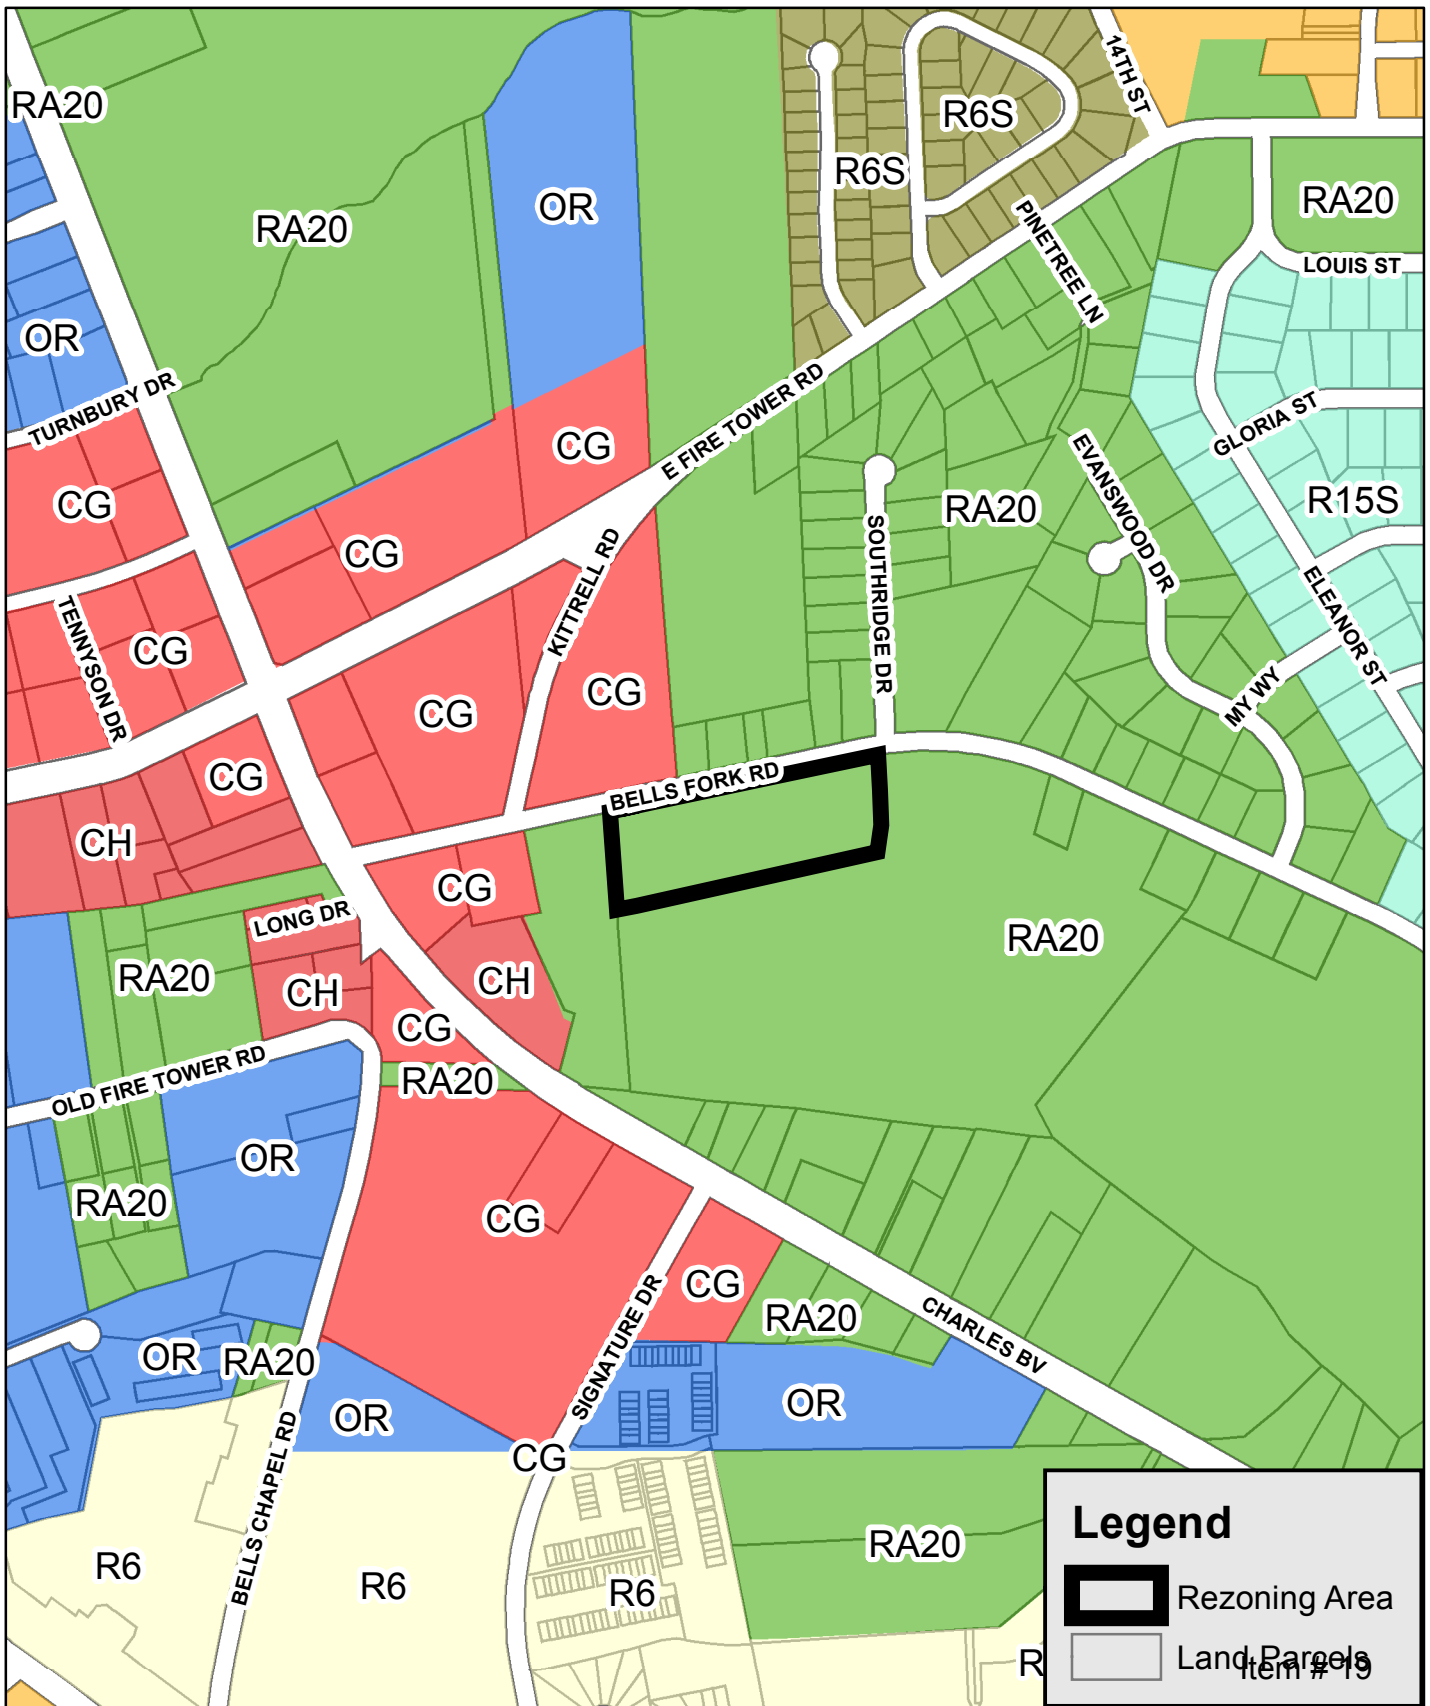 14TH ST
RA20
R6S
R6S
RA20
OR
RA20
PINETREE LN
LOUIS ST
OR
TURNBURY DR
E FIRE TOWER RD
GLORIA ST
CG
CG
EVANSWOOD DR
R15S
CG
RA20
SOUTHRIDGE DR
KITTRELL RD
TENNYSON DR
CG
ELEANOR ST
CG
CG
MY WY
CG
BELLS FORK RD
CH
CG
LONG DR
RA20
RA20
CH
CH
CG
OLD FIRE TOWER RD
RA20
OR
RA20
CG
CG
RA20
CHARLES BV
SIGNATURE DR
OR
RA20
OR
OR
CG
BELLS CHAPEL RD
RA20
R6
R6
R6
R
Legend
Rezoning Area
Land Parcels
Item # 19